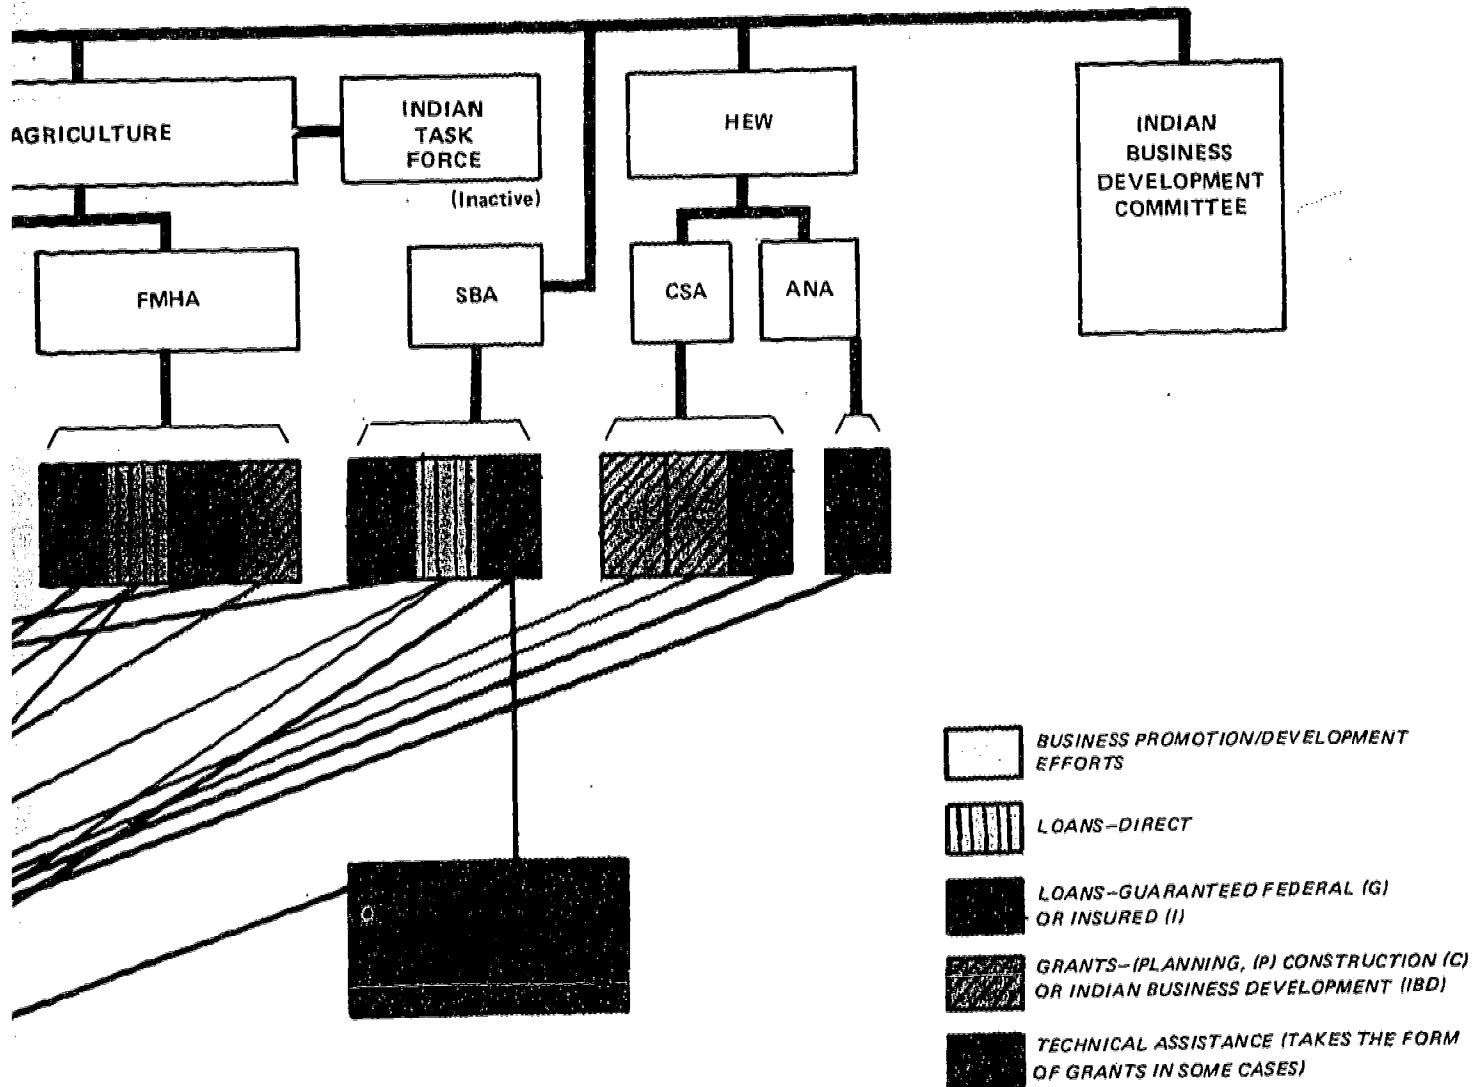 AGRICULTURE
INDIAN
TASK
FORCE
(Inactive)
HEW
INDIAN
BUSINESS
DEVELOPMENT
COMMITTEE
FMHA
SBA
CSA
ANA
BUSINESS PROMOTION/DEVELOPMENT
EFFORTS
LOANS-DIRECT
LOANS-GUARANTEED FEDERAL (G)
OR INSURED (I)
GRANTS-(PLANNING, (P) CONSTRUCTION (C)
OR INDIAN BUSINESS DEVELOPMENT (IBD)
TECHNICAL ASSISTANCE (TAKES THE FORM
OF GRANTS IN SOME CASES)